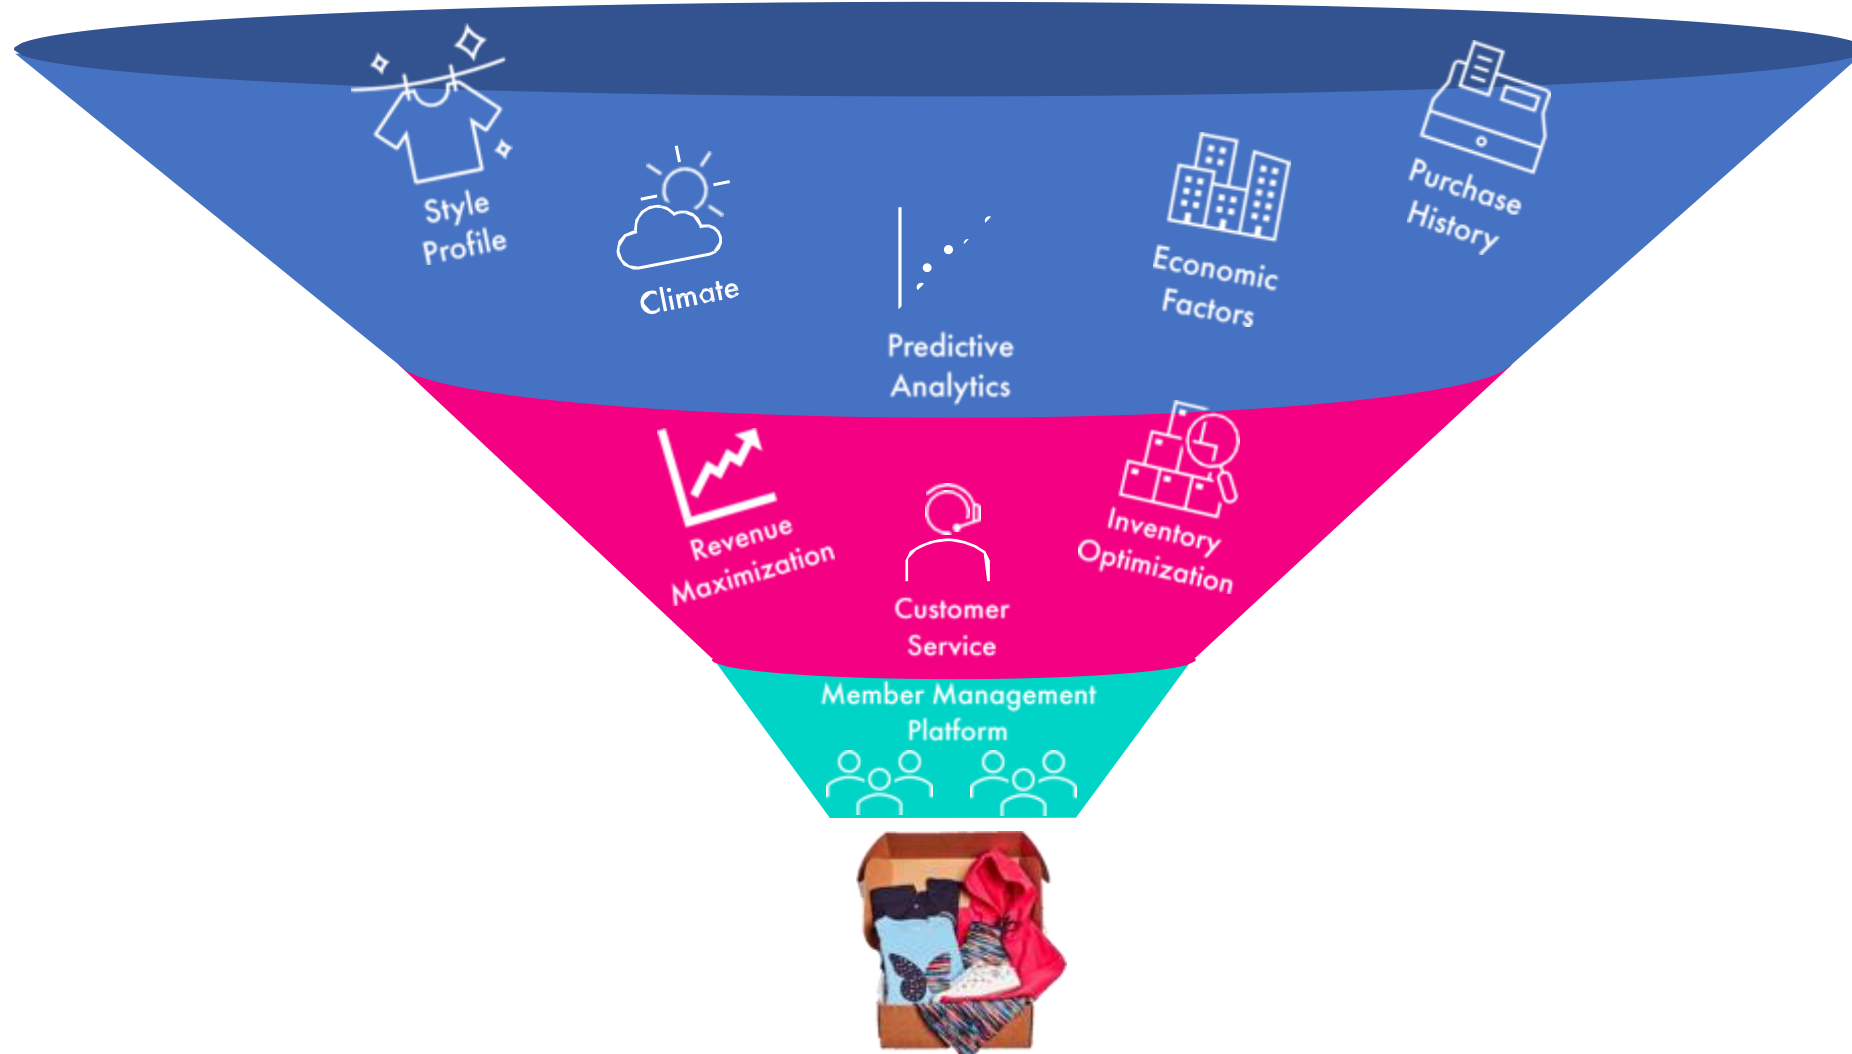 Style
Profile
Climate
Predictive
Analytics
Economic
Factors
Purchase
History
Revenue
Maximization
Customer
Service
Inventory
Optimization
Member Management
Platform